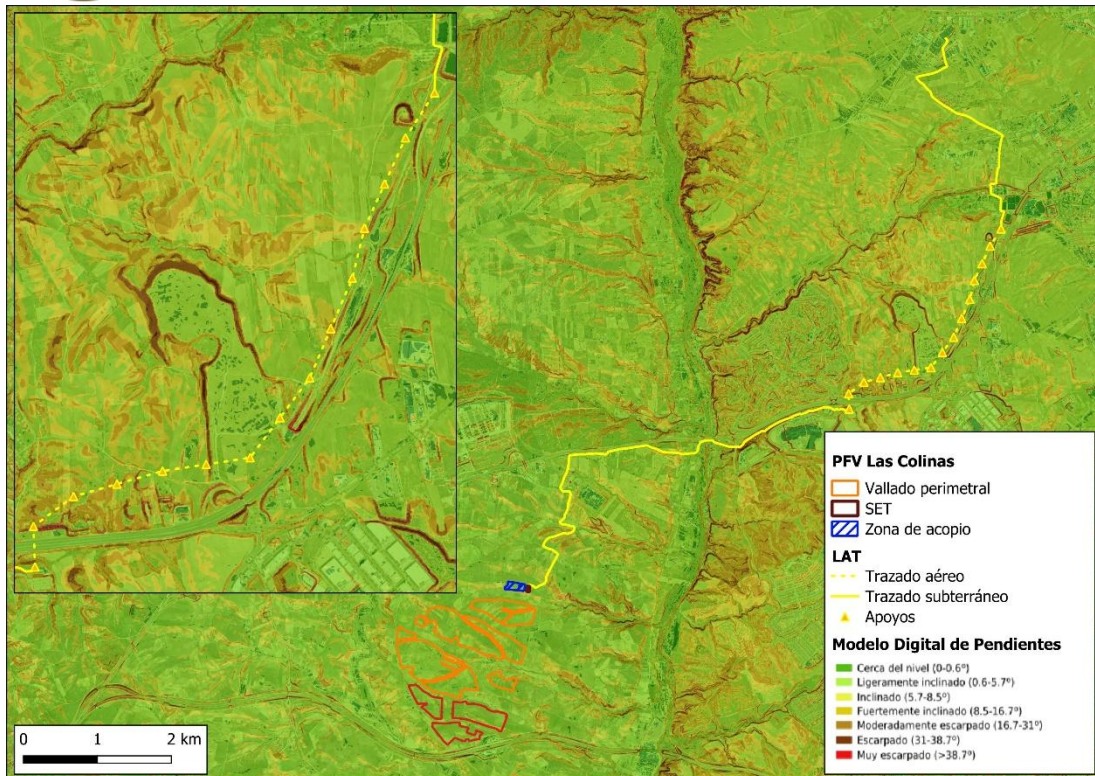 PFV Las Colinas
Vallado perimetral
SET
Zona de acopio
LAT
Trazado aéreo
Trazado subterráneo
Apoyos
Modelo Digital de Pendientes
Cerca del nivel (0-0.6º)
Ligeramente inclinado (0.6-5.7º)
Inclinado (5.7-8.5º)
Fuertemente inclinado (8.5-16.7º)
Moderadamente escarpado (16.7-31º)
Escarpado (31-38.7º)
Muy escarpado (>38.7º)
0 1 2 km